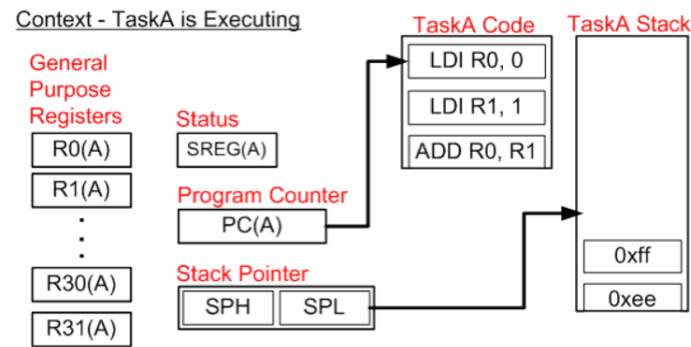 Context - TaskA is Executing
General
Purpose
Registers
R0(A)
R1(A)
R30(A)
R31(A)
Status
SREG(A)
Program Counter
PC(A)
Stack Pointer
SPH
SPL
TaskA Code
LDI R0, 0
LDI R1, 1
ADD R0, R1
TaskA Stack
0xff
0xee